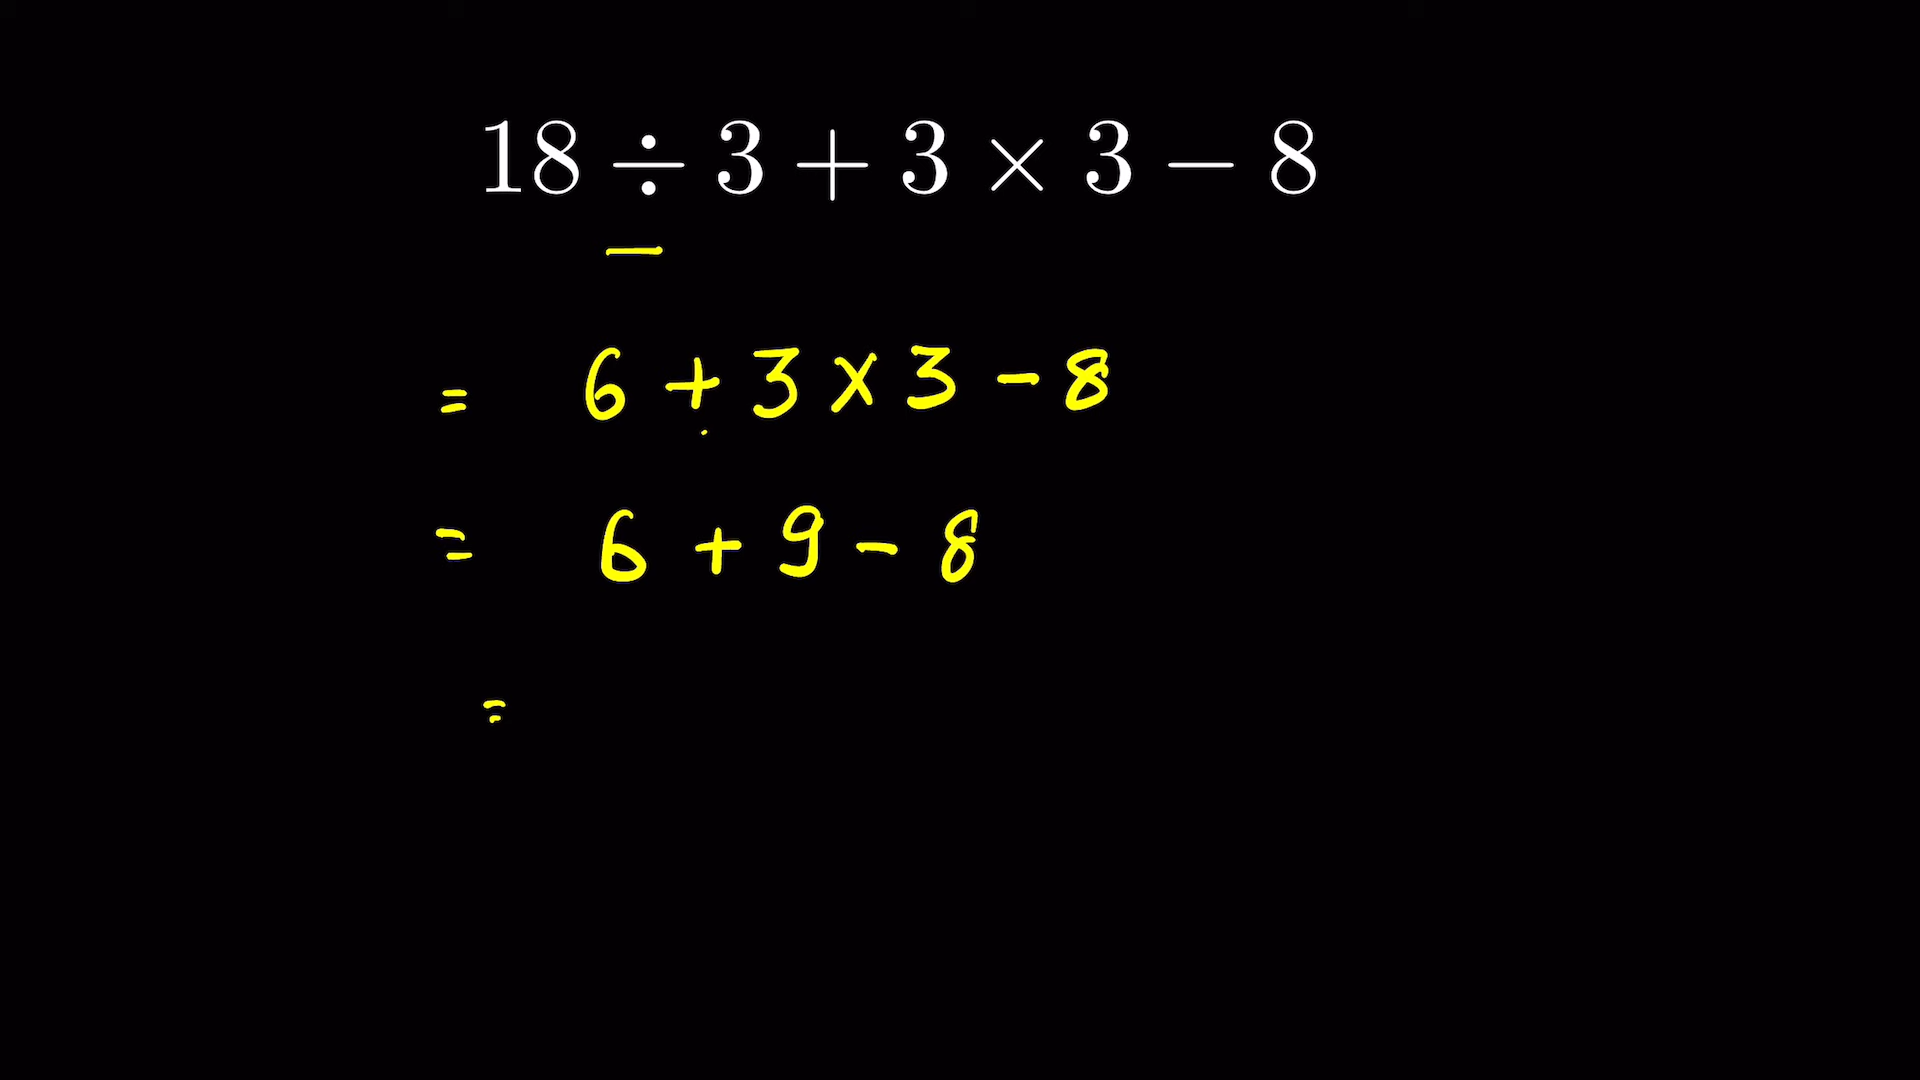 18 ÷ 3 + 3 × 3 − 8
= 6 + 3 × 3 − 8
= 6 + 9 − 8
=